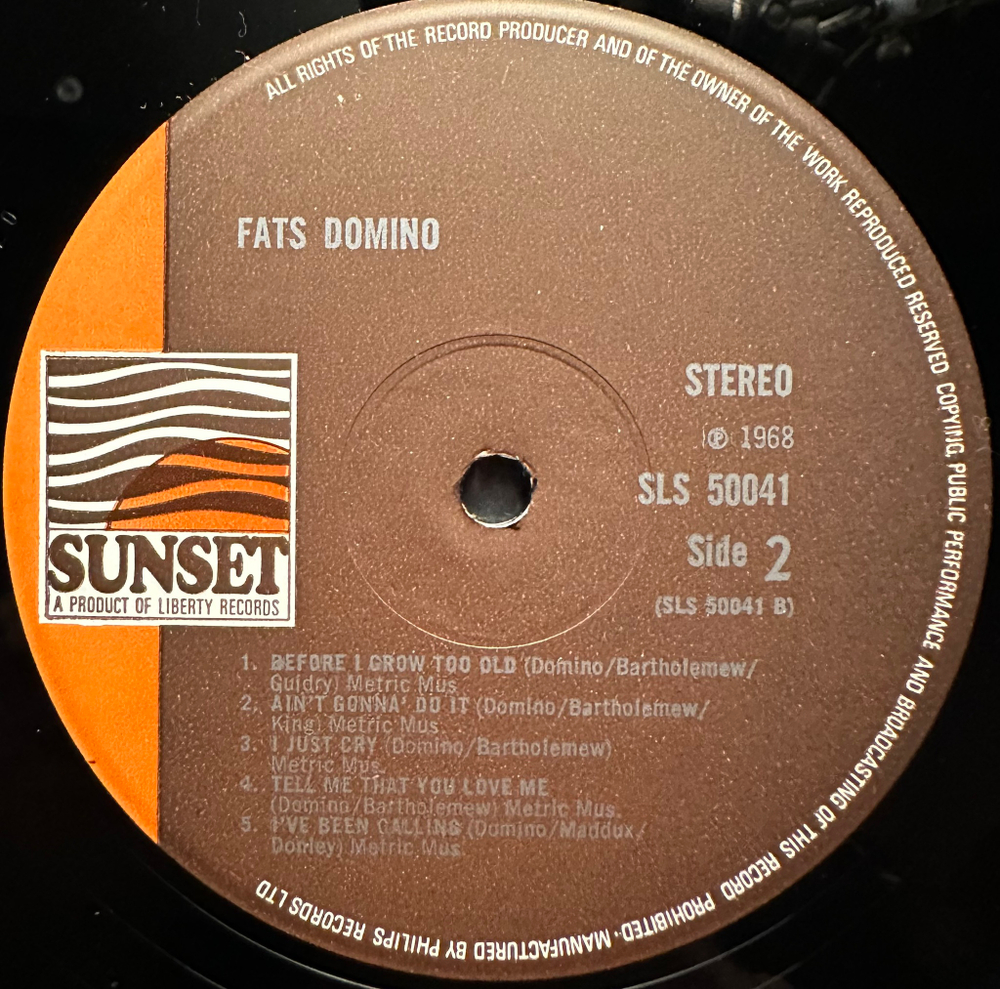 ALL RIGHTS OF THE RECORD PRODUCER AND OF THE OWNER OF THE WORK REPRODUCED RESERVED COPYING, PUBLIC PERFORMANCE AND BROADCASTING OF THIS RECORD PROHIBITED · MANUFACTURED BY PHILIPS RECORDS LTD
FATS DOMINO
STEREO
℗ 1968
SLS 50041
Side 2
(SLS 50041 B)
SUNSET
A PRODUCT OF LIBERTY RECORDS
1. BEFORE I GROW TOO OLD (Domino/Bartholemew/
Guidry) Metric Mus.
2. AIN'T GONNA' DO IT (Domino/Bartholemew/
King) Metric Mus.
3. I JUST CRY (Domino/Bartholemew)
Metric Mus.
4. TELL ME THAT YOU LOVE ME
(Domino/Bartholemew) Metric Mus.
5. I'VE BEEN CALLING (Domino/Maddux/
Donley) Metric Mus.